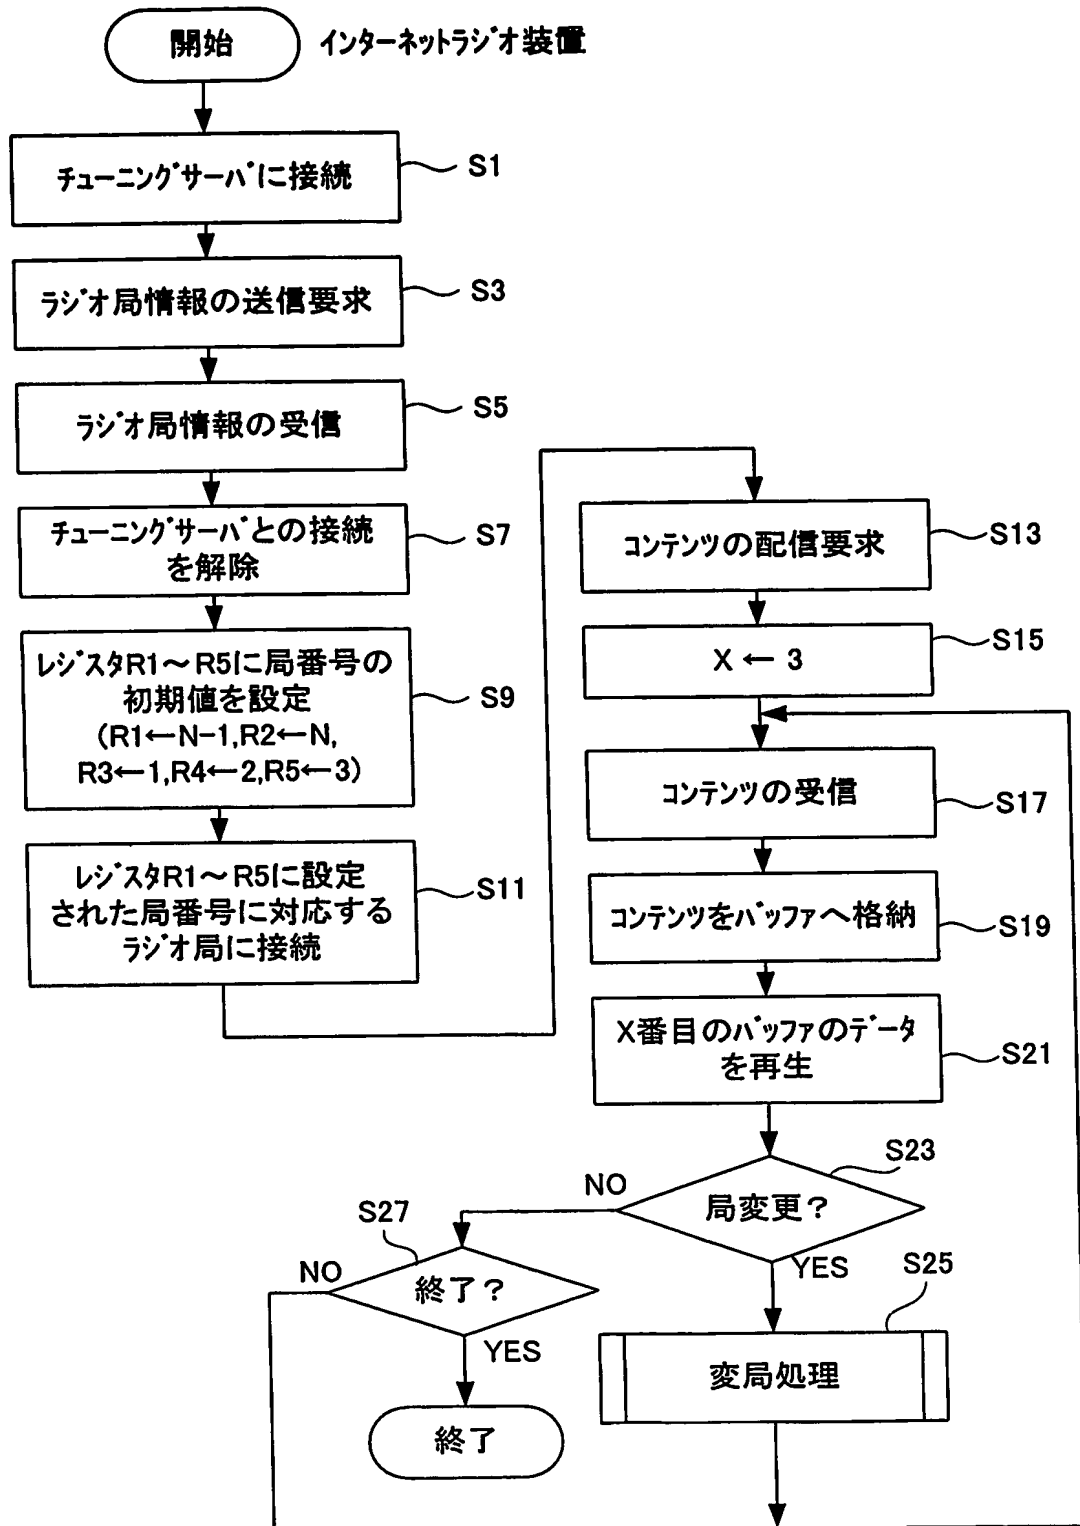 開始
インターネットラジオ装置
チューニングサーバに接続
S1
ラジオ局情報の送信要求
S3
ラジオ局情報の受信
S5
チューニングサーバとの接続
を解除
S7
レジスタR1～R5に局番号の
初期値を設定
(R1←N-1,R2←N,
R3←1,R4←2,R5←3)
S9
レジスタR1～R5に設定
された局番号に対応する
ラジオ局に接続
S11
コンテンツの配信要求
S13
X ← 3
S15
コンテンツの受信
S17
コンテンツをバッファへ格納
S19
X番目のバッファのデータ
を再生
S21
局変更？
S23
NO
YES
変局処理
S25
終了？
S27
NO
YES
終了